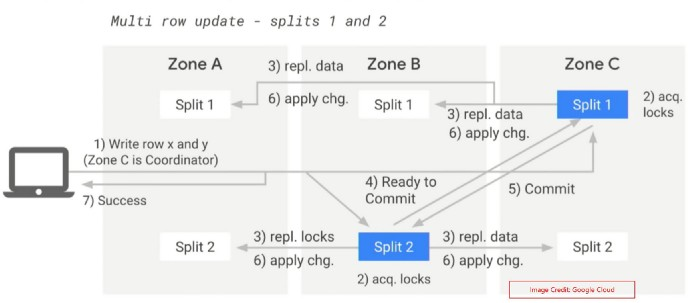 Multi row update - splits 1 and 2
Zone A
3) repl. data
Zone B
Zone C
Split 1
6) apply chg.
Split 1
3) repl. data
6) apply chg.
Split 1
2) acq.
locks
1) Write row x and y
(Zone C is Coordinator)
7) Success
4) Ready to
Commit
5) Commit
Split 2
3) repl. locks
6) apply chg.
Split 2
3) repl. data
6) apply chg.
Split 2
2) acq. locks
Image Credit: Google Cloud